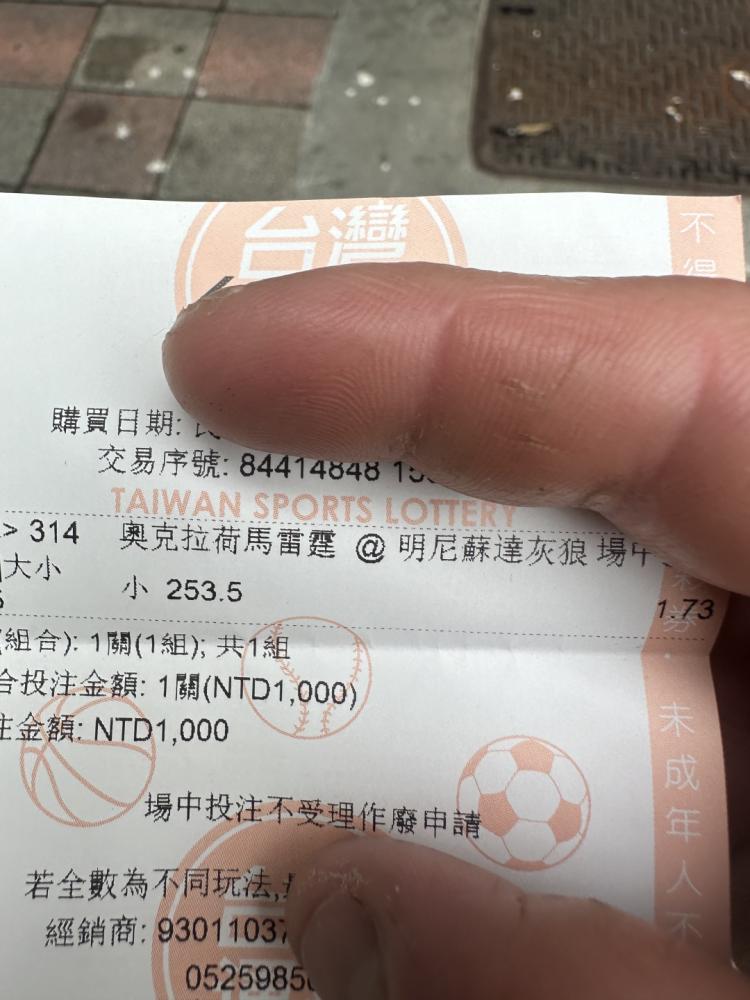 台灣
不得
購買日期:
交易序號: 84414848
TAIWAN SPORTS LOTTERY
> 314 奧克拉荷馬雷霆 @ 明尼蘇達灰狼 場中
大小 小 253.5
1.73
組合): 1關(1組); 共1組
合投注金額: 1關(NTD1,000)
注金額: NTD1,000
場中投注不受理作廢申請
若全數為不同玩法,
經銷商: 9301103
0525985
券.未成年人不